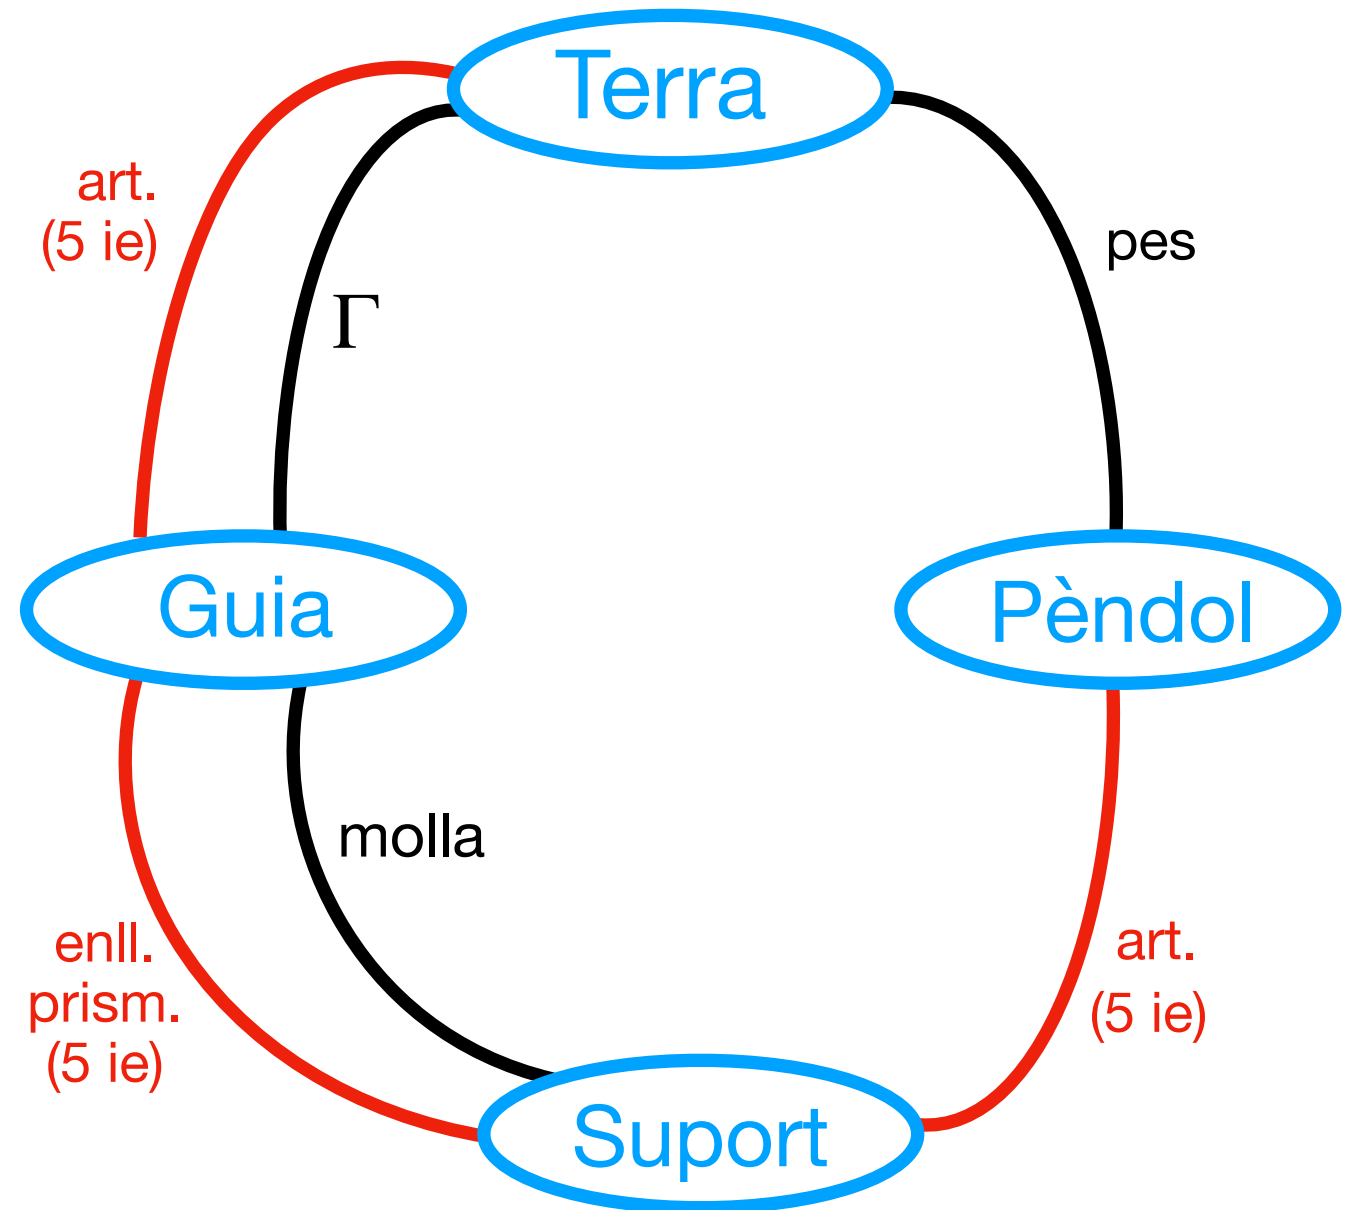 Terra
art.
(5 ie)
pes
Γ
Guia
Pèndol
molla
enll.
prism.
(5 ie)
art.
(5 ie)
Suport